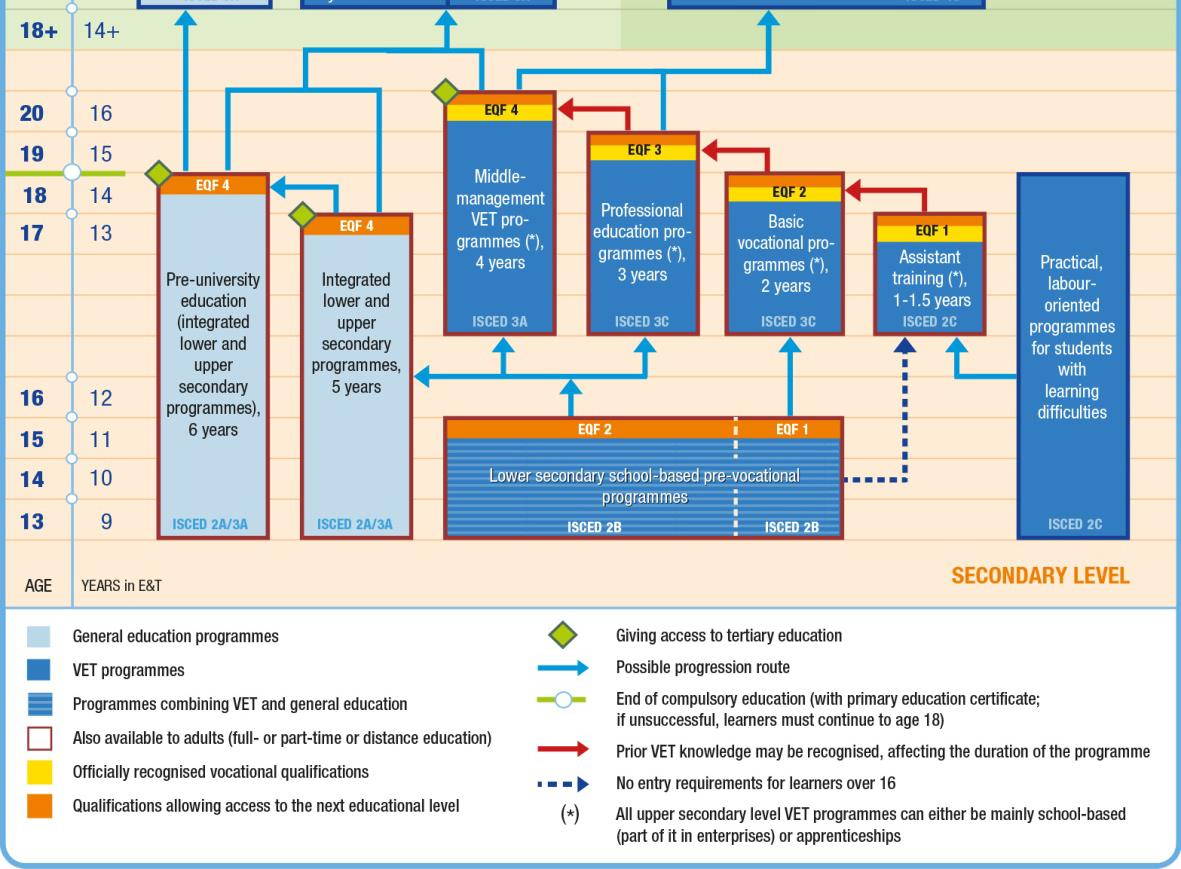 18+
14+
20
16
19
15
18
14
17
13
16
12
15
11
14
10
13
9
AGE
YEARS in E&T
EQF 4
Pre-university
education
(integrated
lower and
upper
secondary
programmes),
6 years
ISCED 2A/3A
EQF 4
Integrated
lower and
upper
secondary
programmes,
5 years
ISCED 2A/3A
EQF 4
Middle-
management
VET pro-
grammes (*),
4 years
ISCED 3A
EQF 3
Professional
education pro-
grammes (*),
3 years
ISCED 3C
EQF 2
Basic
vocational pro-
grammes (*),
2 years
ISCED 3C
EQF 1
Assistant
training (*),
1-1.5 years
ISCED 2C
Practical,
labour-
oriented
programmes
for students
with
learning
difficulties
ISCED 2C
EQF 2
EQF 1
Lower secondary school-based pre-vocational
programmes
ISCED 2B
ISCED 2B
SECONDARY LEVEL
General education programmes
VET programmes
Programmes combining VET and general education
Also available to adults (full- or part-time or distance education)
Officially recognised vocational qualifications
Qualifications allowing access to the next educational level
Giving access to tertiary education
Possible progression route
End of compulsory education (with primary education certificate;
if unsuccessful, learners must continue to age 18)
Prior VET knowledge may be recognised, affecting the duration of the programme
No entry requirements for learners over 16
(*)
All upper secondary level VET programmes can either be mainly school-based
(part of it in enterprises) or apprenticeships